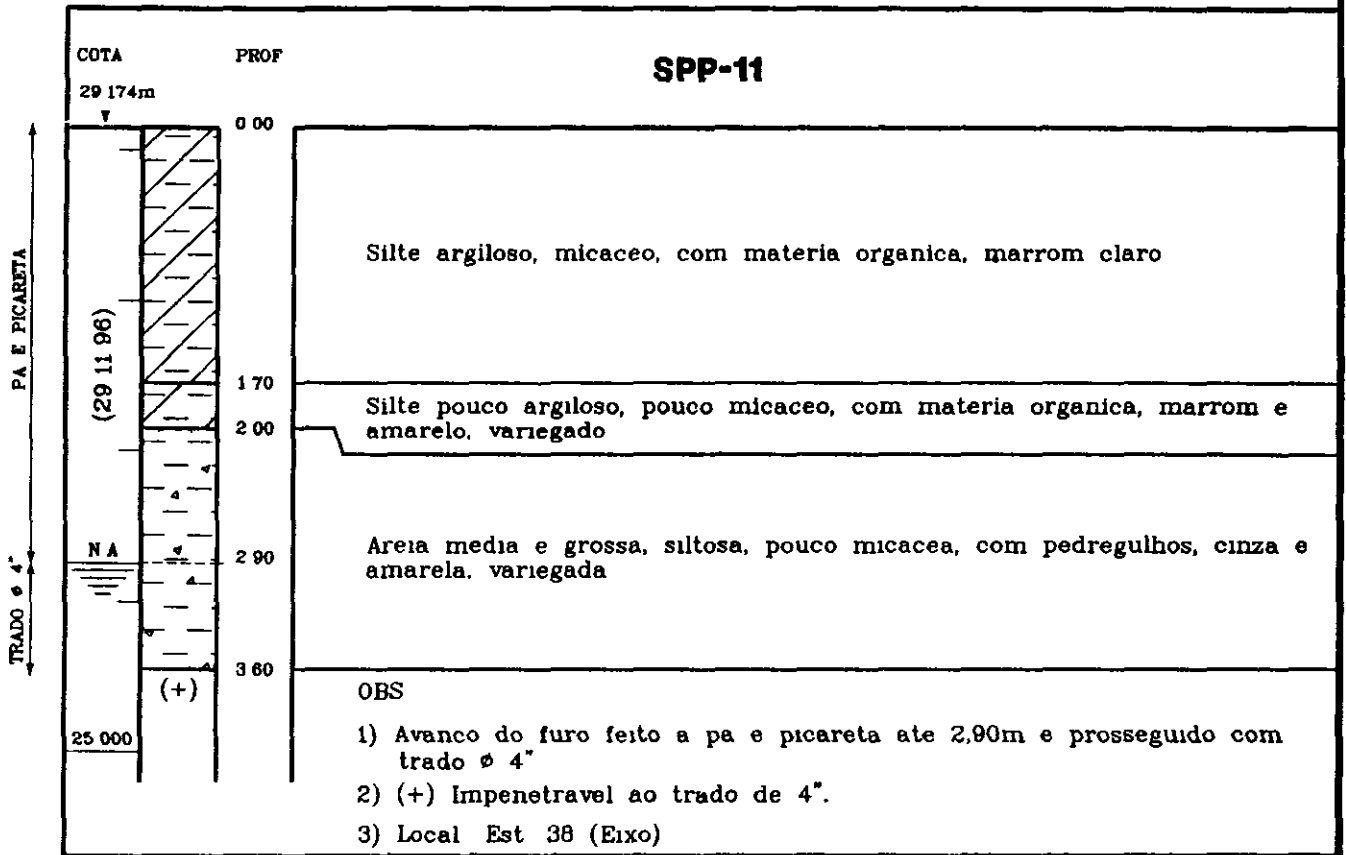 COTA
PROF
SPP-11
29 174m
0 00
Silte argiloso, micaceo, com materia organica, marrom claro
PA E PICARETA
(29 11 96)
1 70
Silte pouco argiloso, pouco micaceo, com materia organica, marrom e
amarelo, variegado
2 00
N A
2 90
Areia media e grossa, siltosa, pouco micacea, com pedregulhos, cinza e
amarela, variegada
TRADO ø 4"
3 60
(+)
OBS
25 000
1) Avanco do furo feito a pa e picareta ate 2,90m e prosseguido com
trado ø 4"
2) (+) Impenetravel ao trado de 4".
3) Local Est 38 (Eixo)